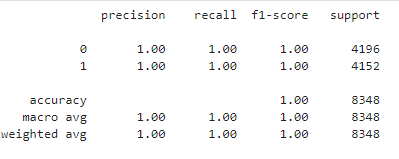 precision recall f1-score support
0 1.00 1.00 1.00 4196
1 1.00 1.00 1.00 4152
accuracy 1.00 8348
macro avg 1.00 1.00 1.00 8348
weighted avg 1.00 1.00 1.00 8348